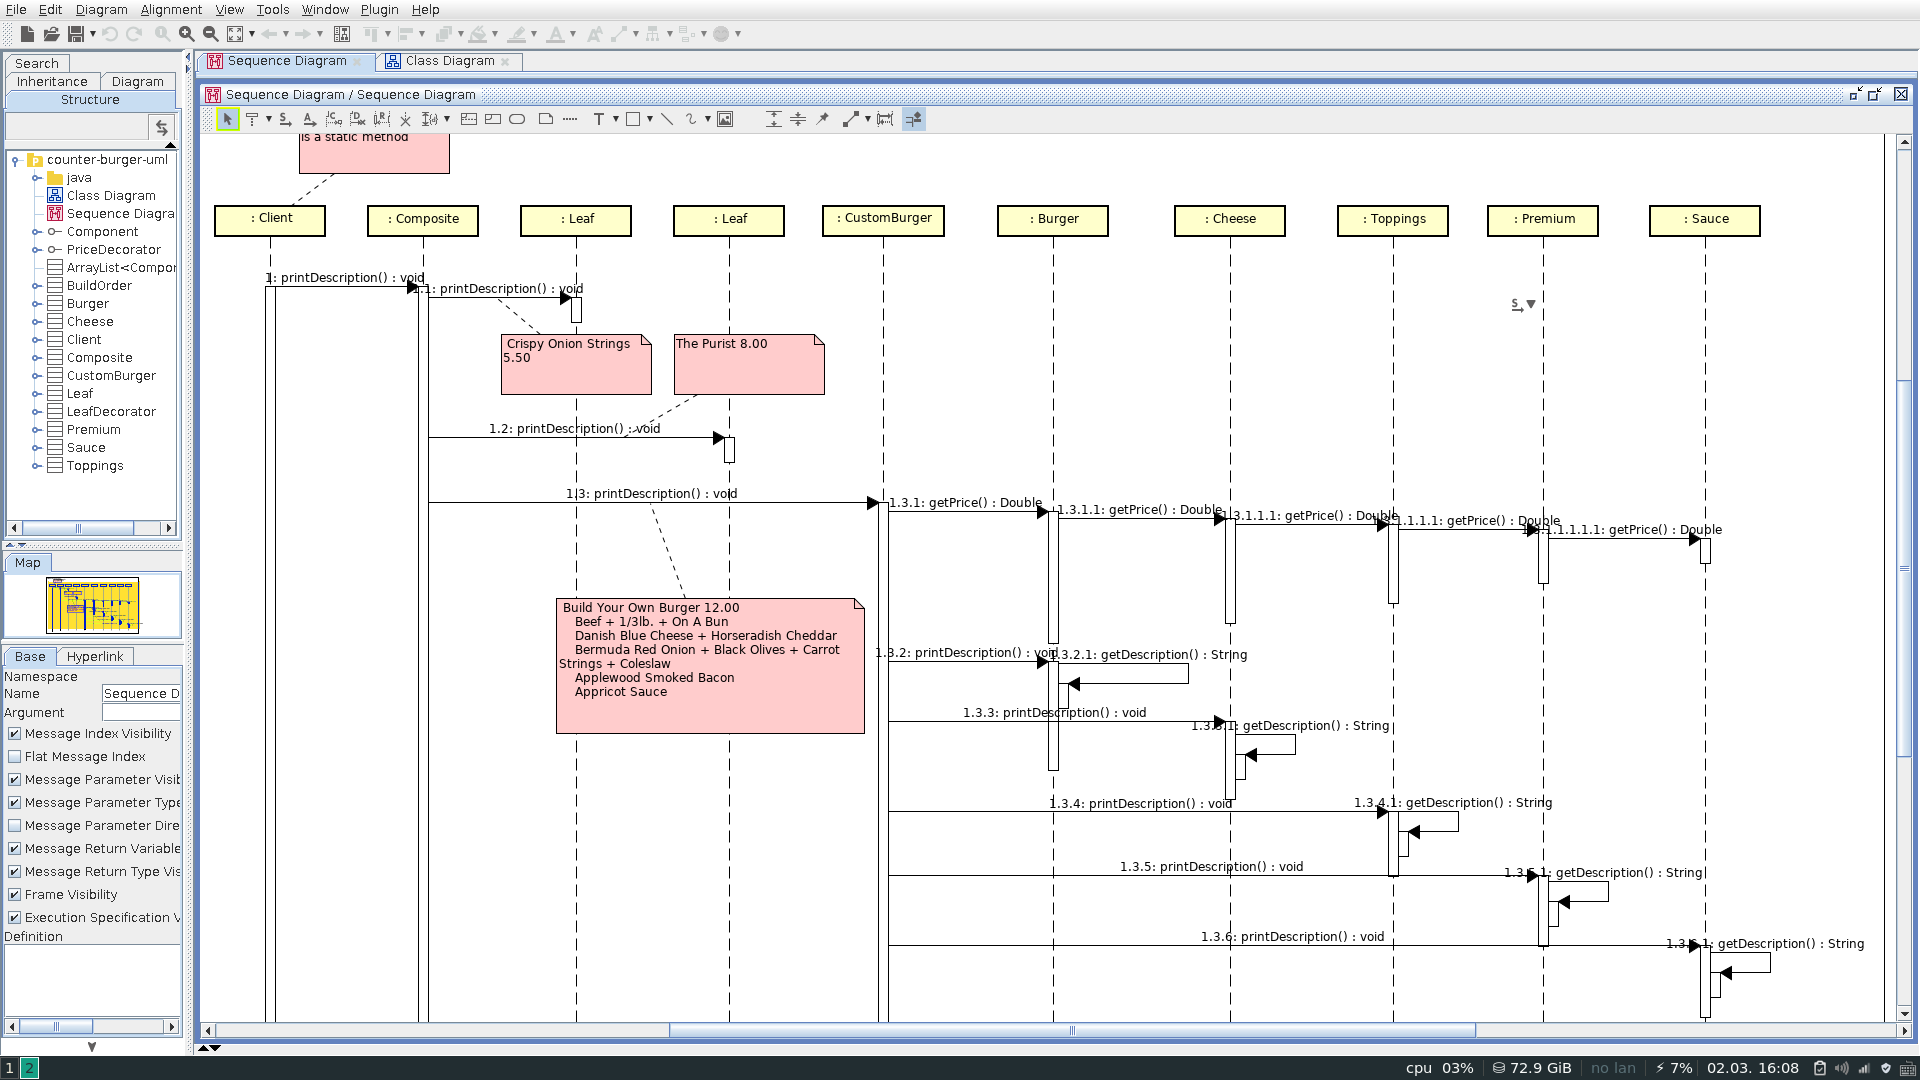 File Edit Diagram Alignment View Tools Window Plugin Help
Search
Inheritance Diagram
Structure
counter-burger-uml
java
Class Diagram
Sequence Diagra
Component
PriceDecorator
ArrayList<Compor
BuildOrder
Burger
Cheese
Client
Composite
CustomBurger
Leaf
LeafDecorator
Premium
Sauce
Toppings
Map
Base Hyperlink
Namespace
Name Sequence D
Argument
Message Index Visibility
Flat Message Index
Message Parameter Visib
Message Parameter Type
Message Parameter Dire
Message Return Variable
Message Return Type Vis
Frame Visibility
Execution Specification V
Definition
Sequence Diagram Class Diagram
Sequence Diagram / Sequence Diagram
is a static method
: Client : Composite : Leaf : Leaf : CustomBurger : Burger : Cheese : Toppings : Premium : Sauce
1: printDescription() : void
1.1: printDescription() : void
Crispy Onion Strings
5.50
The Purist 8.00
1.2: printDescription() : void
1.3: printDescription() : void
1.3.1: getPrice() : Double
1.3.1.1: getPrice() : Double
1.3.1.1.1: getPrice() : Double
1.3.1.1.1.1: getPrice() : Double
1.3.1.1.1.1.1: getPrice() : Double
Build Your Own Burger 12.00
Beef + 1/3lb. + On A Bun
Danish Blue Cheese + Horseradish Cheddar
Bermuda Red Onion + Black Olives + Carrot
Strings + Coleslaw
Applewood Smoked Bacon
Appricot Sauce
1.3.2: printDescription() : void
1.3.2.1: getDescription() : String
1.3.3: printDescription() : void
1.3.3.1: getDescription() : String
1.3.4: printDescription() : void
1.3.4.1: getDescription() : String
1.3.5: printDescription() : void
1.3.5.1: getDescription() : String
1.3.6: printDescription() : void
1.3.6.1: getDescription() : String
1 2 cpu 03% 72.9 GiB no lan 7% 02.03. 16:08